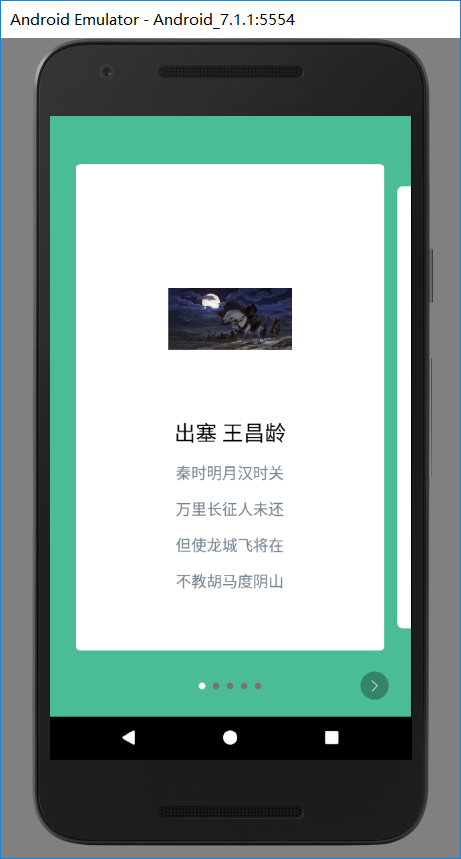 Android Emulator - Android_7.1.1:5554
出塞 王昌龄
秦时明月汉时关
万里长征人未还
但使龙城飞将在
不教胡马度阴山